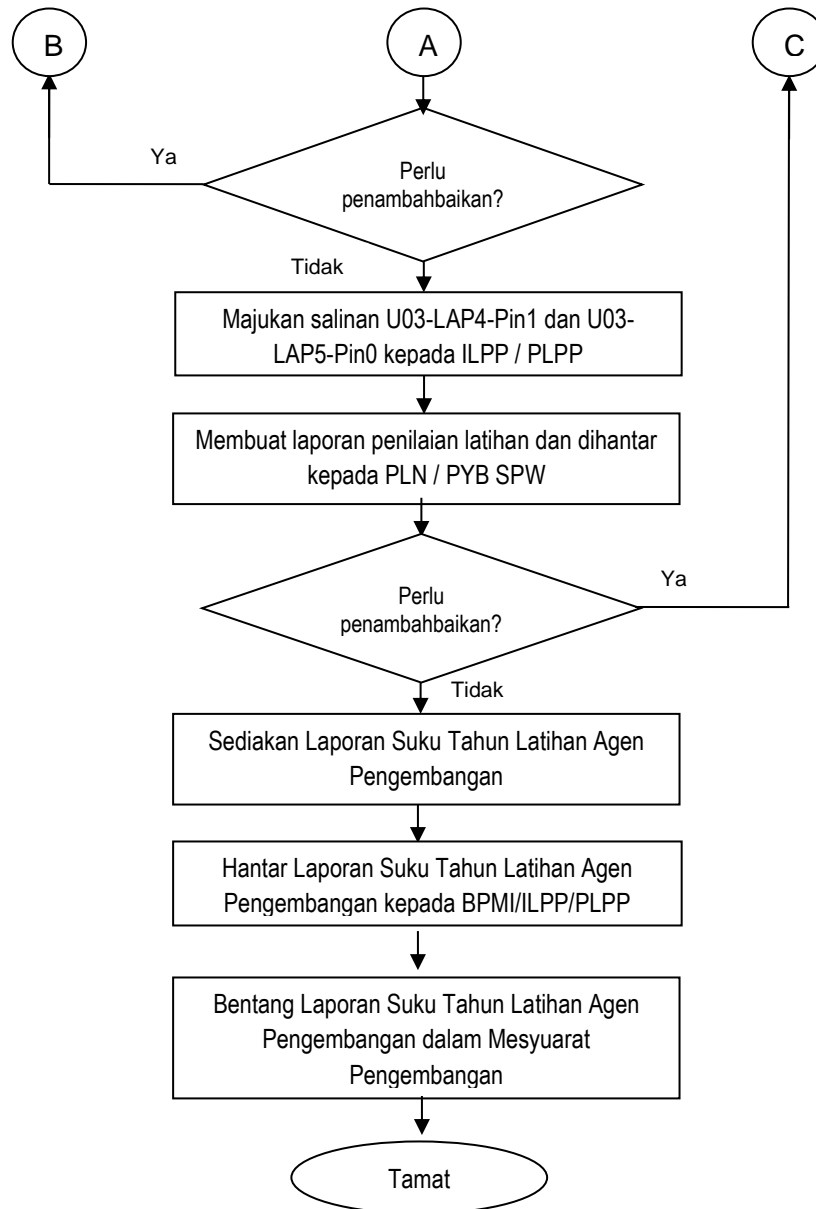 B
A
C
Ya
Perlu
penambahbaikan?
Tidak
Majukan salinan U03-LAP4-Pin1 dan U03-
LAP5-Pin0 kepada ILPP / PLPP
Membuat laporan penilaian latihan dan dihantar
kepada PLN / PYB SPW
Ya
Perlu
penambahbaikan?
Tidak
Sediakan Laporan Suku Tahun Latihan Agen
Pengembangan
Hantar Laporan Suku Tahun Latihan Agen
Pengembangan kepada BPMI/ILPP/PLPP
Bentang Laporan Suku Tahun Latihan Agen
Pengembangan dalam Mesyuarat
Pengembangan
Tamat